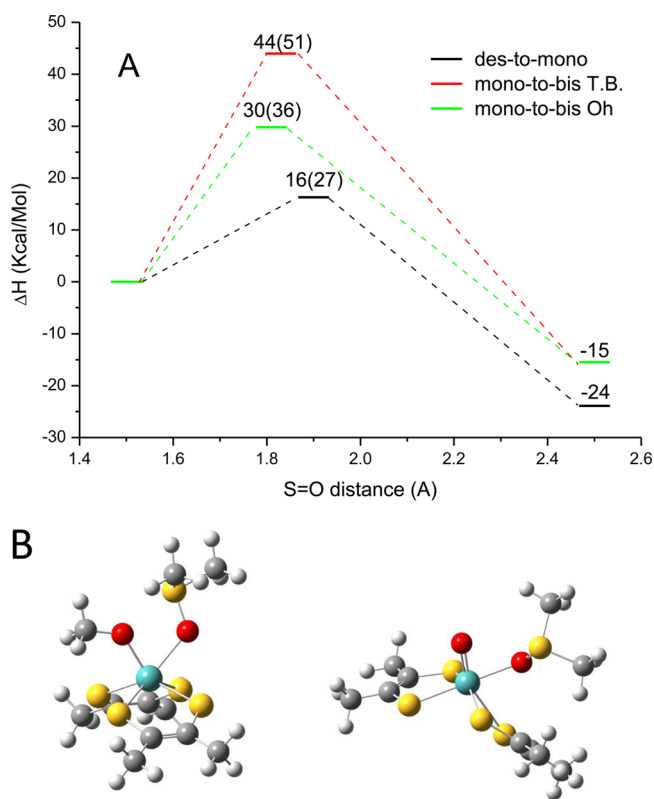 A
44(51)
30(36)
16(27)
-15
-24
des-to-mono
mono-to-bis T.B.
mono-to-bis Oh
ΔH (Kcal/Mol)
50
40
30
20
10
0
-10
-20
-30
1.4 1.6 1.8 2.0 2.2 2.4 2.6
S=O distance (A)
B